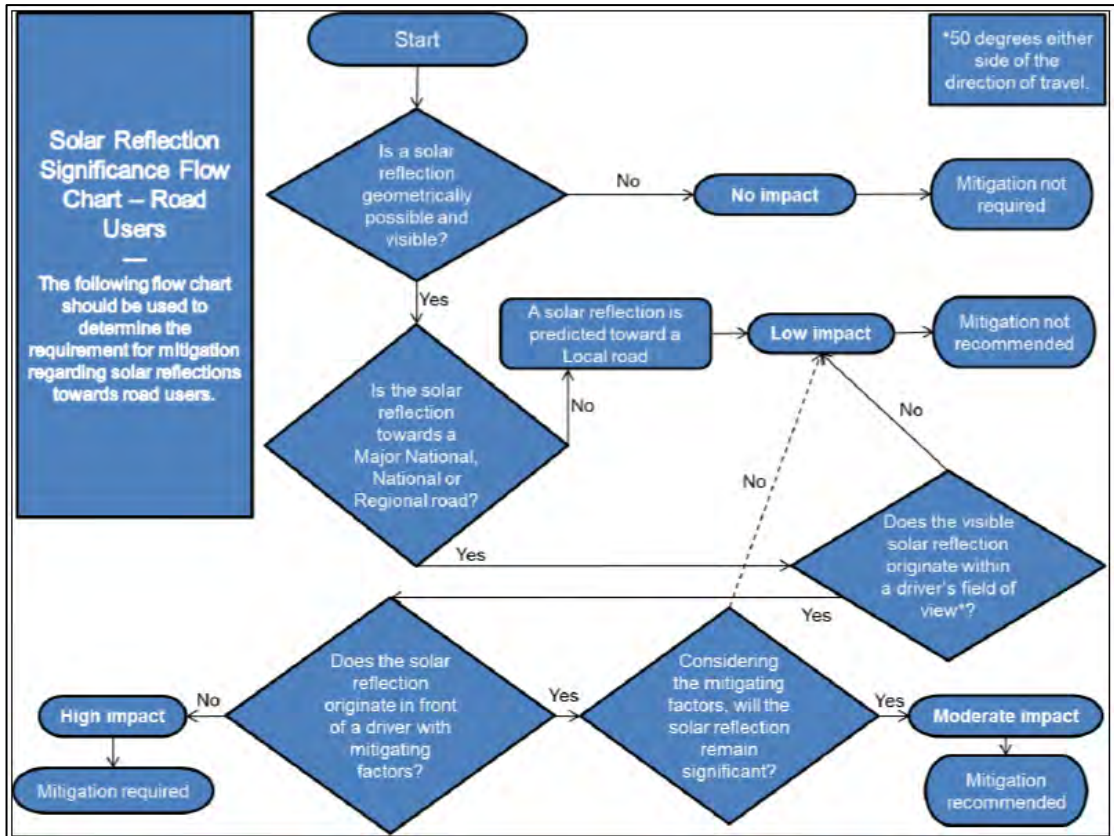 Solar Reflection
Significance Flow
Chart – Road
Users
—
The following flow chart
should be used to
determine the
requirement for mitigation
regarding solar reflections
towards road users.
Start
*50 degrees either
side of the
direction of travel.
Is a solar
reflection
geometrically
possible and
visible?
No
No impact
Mitigation not
required
Yes
A solar reflection is
predicted toward a
Local road
Low impact
Mitigation not
recommended
Is the solar
reflection
towards a
Major National,
National or
Regional road?
No
No
No
Yes
Does the visible
solar reflection
originate within
a driver's field of
view*?
Yes
Does the solar
reflection
originate in front
of a driver with
mitigating
factors?
No
High impact
Mitigation required
Yes
Considering
the mitigating
factors, will the
solar reflection
remain
significant?
Yes
Moderate impact
Mitigation
recommended